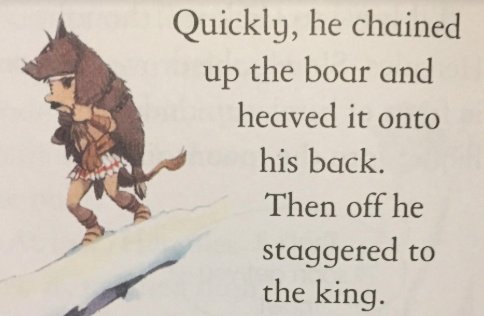 Quickly, he chained
up the boar and
heaved it onto
his back.
Then off he
staggered to
the king.